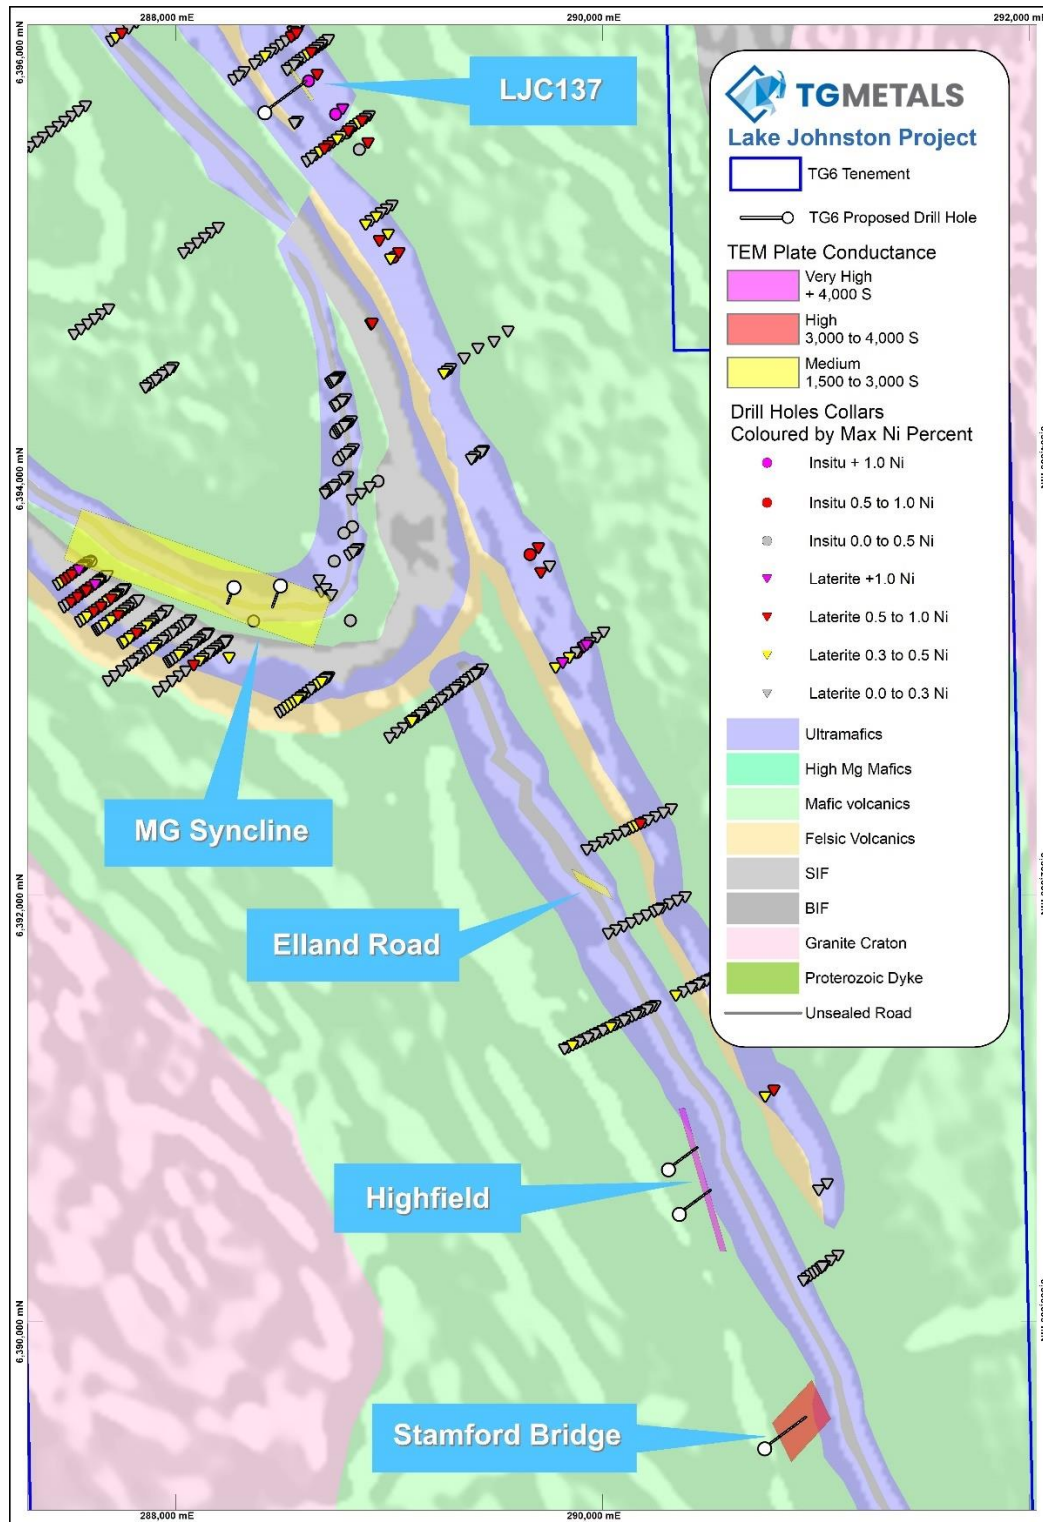 288,000 mE
290,000 mE
292,000 mE
6,396,000 mN
LJC137
TGMETALS
Lake Johnston Project
TG6 Tenement
TG6 Proposed Drill Hole
TEM Plate Conductance
Very High
+ 4,000 S
High
3,000 to 4,000 S
Medium
1,500 to 3,000 S
Drill Holes Collars
Coloured by Max Ni Percent
Insitu + 1.0 Ni
Insitu 0.5 to 1.0 Ni
Insitu 0.0 to 0.5 Ni
Laterite +1.0 Ni
Laterite 0.5 to 1.0 Ni
Laterite 0.3 to 0.5 Ni
Laterite 0.0 to 0.3 Ni
Ultramafics
High Mg Mafics
Mafic volcanics
Felsic Volcanics
SIF
BIF
Granite Craton
Proterozoic Dyke
Unsealed Road
6,394,000 mN
MG Syncline
6,392,000 mN
Elland Road
Highfield
6,390,000 mN
Stamford Bridge
288,000 mE
290,000 mE